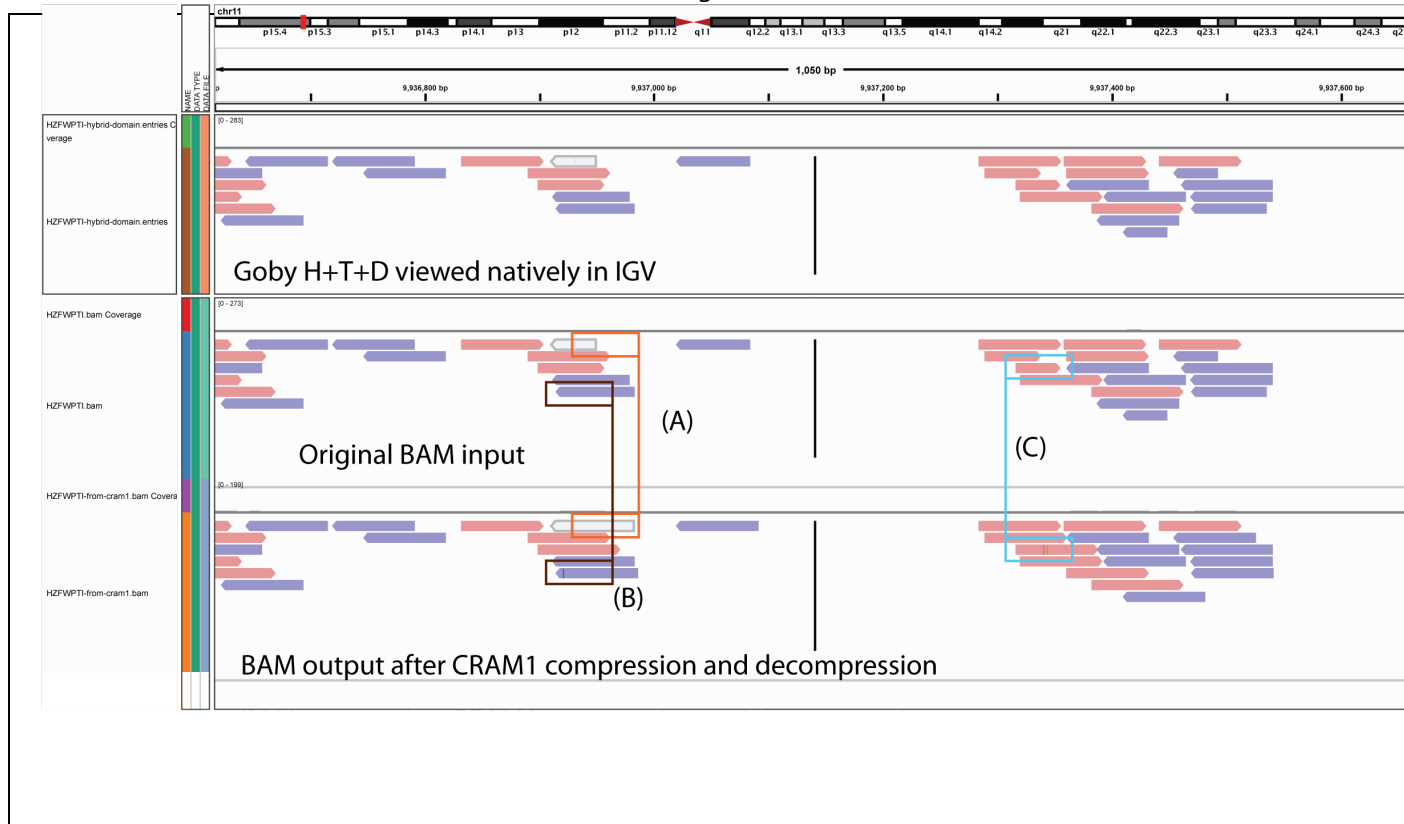 chr11
p15.4 p15.3 p15.1 p14.3 p14.1 p13 p12 p11.2 p11.12 q11 q12.2 q13.1 q13.3 q13.5 q14.1 q14.2 q21 q22.1 q22.3 q23.1 q23.3 q24.1 q24.3 q2
1,050 bp
NAME
DATA TYPE
DATA FILE
p 9,936,800 bp 9,937,000 bp 9,937,200 bp 9,937,400 bp 9,937,600 bp
HZFWPTI-hybrid-domain.entries C
verage
[0 - 283]
HZFWPTI-hybrid-domain.entries
Goby H+T+D viewed natively in IGV
[0 - 273]
HZFWPTI.bam Coverage
HZFWPTI.bam
(A)
(C)
Original BAM input
[0 - 199]
HZFWPTI-from-cram1.bam Covera
HZFWPTI-from-cram1.bam
(B)
BAM output after CRAM1 compression and decompression